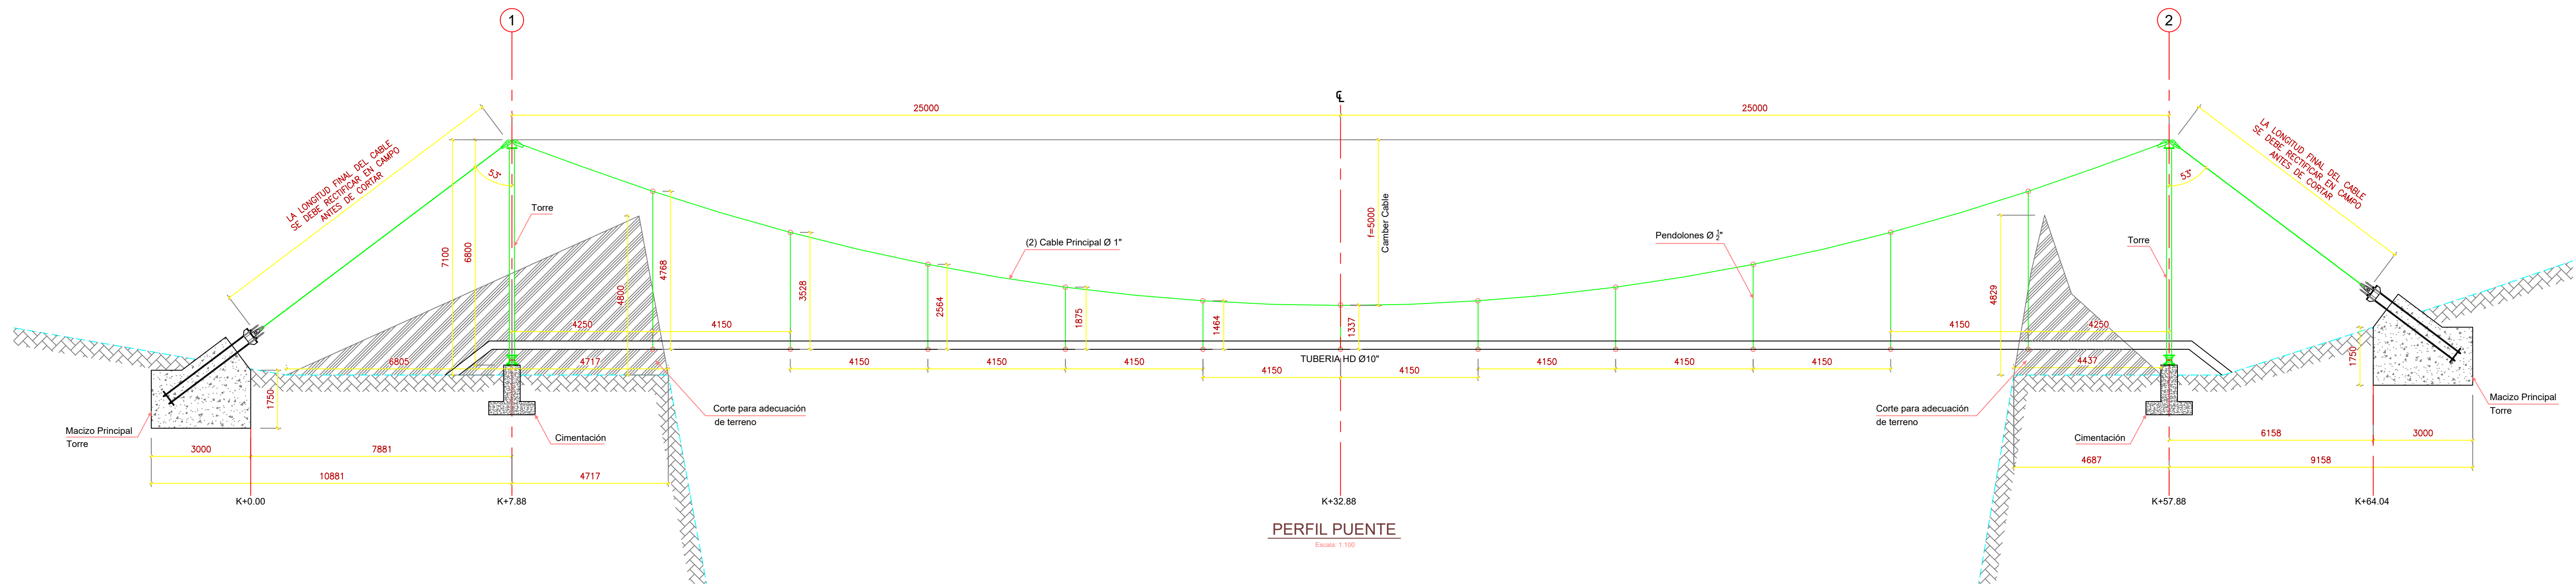 1
2
℄
25000
25000
LA LONGITUD FINAL DEL CABLE
SE DEBE RECTIFICAR EN CAMPO
ANTES DE CORTAR
53°
7100
6800
Torre
4800
4768
3528
2564
1875
1464
1337
f=5000
Camber Cable
(2) Cable Principal Ø 1"
Pendolones Ø ½"
4829
Torre
53°
LA LONGITUD FINAL DEL CABLE
SE DEBE RECTIFICAR EN CAMPO
ANTES DE CORTAR
4250
4150
4150
4250
6805
4717
4150
4150
4150
4150
TUBERIA HD Ø10"
4150
4150
4150
4150
4437
1750
1750
Macizo Principal
Torre
Cimentación
Corte para adecuación
de terreno
Corte para adecuación
de terreno
Cimentación
Macizo Principal
Torre
3000
7881
6158
3000
10881
4717
4687
9158
K+0.00
K+7.88
K+32.88
K+57.88
K+64.04
PERFIL PUENTE
Escala: 1:100